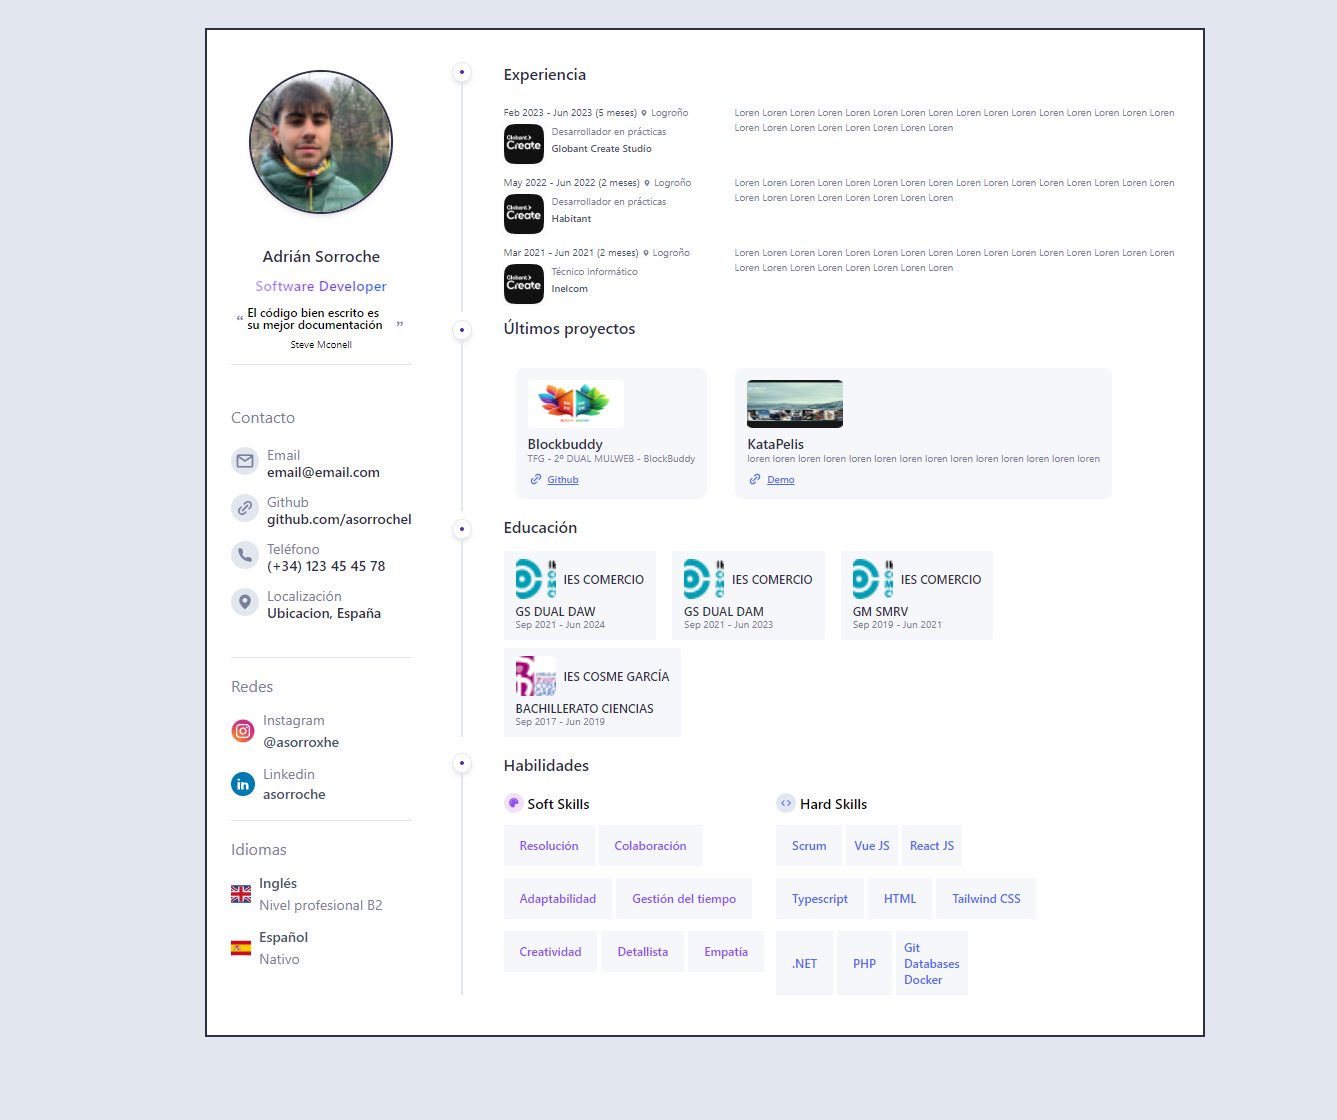 Adrián Sorroche
Software Developer
“ El código bien escrito es
su mejor documentación ”
Steve Mconell
Contacto
Email
email@email.com
Github
github.com/asorrochel
Teléfono
(+34) 123 45 45 78
Localización
Ubicacion, España
Redes
Instagram
@asorroxhe
Linkedin
asorroche
Idiomas
Inglés
Nivel profesional B2
Español
Nativo
Experiencia
Feb 2023 - Jun 2023 (5 meses) Logroño
Globant
Create
Desarrollador en prácticas
Globant Create Studio
Loren Loren Loren Loren Loren Loren Loren Loren Loren Loren Loren Loren Loren Loren Loren Loren
Loren Loren Loren Loren Loren Loren Loren Loren
May 2022 - Jun 2022 (2 meses) Logroño
Globant
Create
Desarrollador en prácticas
Habitant
Loren Loren Loren Loren Loren Loren Loren Loren Loren Loren Loren Loren Loren Loren Loren Loren
Loren Loren Loren Loren Loren Loren Loren Loren
Mar 2021 - Jun 2021 (2 meses) Logroño
Globant
Create
Técnico informático
Inelcom
Loren Loren Loren Loren Loren Loren Loren Loren Loren Loren Loren Loren Loren Loren Loren Loren
Loren Loren Loren Loren Loren Loren Loren Loren
Últimos proyectos
Blockbuddy
TFG - 2º DUAL MULWEB - BlockBuddy
Github
KataPelis
loren loren loren loren loren loren loren loren loren loren loren loren loren loren
Demo
Educación
IES COMERCIO
GS DUAL DAW
Sep 2021 - Jun 2024
IES COMERCIO
GS DUAL DAM
Sep 2021 - Jun 2023
IES COMERCIO
GM SMRV
Sep 2019 - Jun 2021
IES COSME GARCÍA
BACHILLERATO CIENCIAS
Sep 2017 - Jun 2019
Habilidades
Soft Skills
Resolución Colaboración
Adaptabilidad Gestión del tiempo
Creatividad Detallista Empatía
Hard Skills
Scrum Vue JS React JS
Typescript HTML Tailwind CSS
.NET PHP Git
Databases
Docker